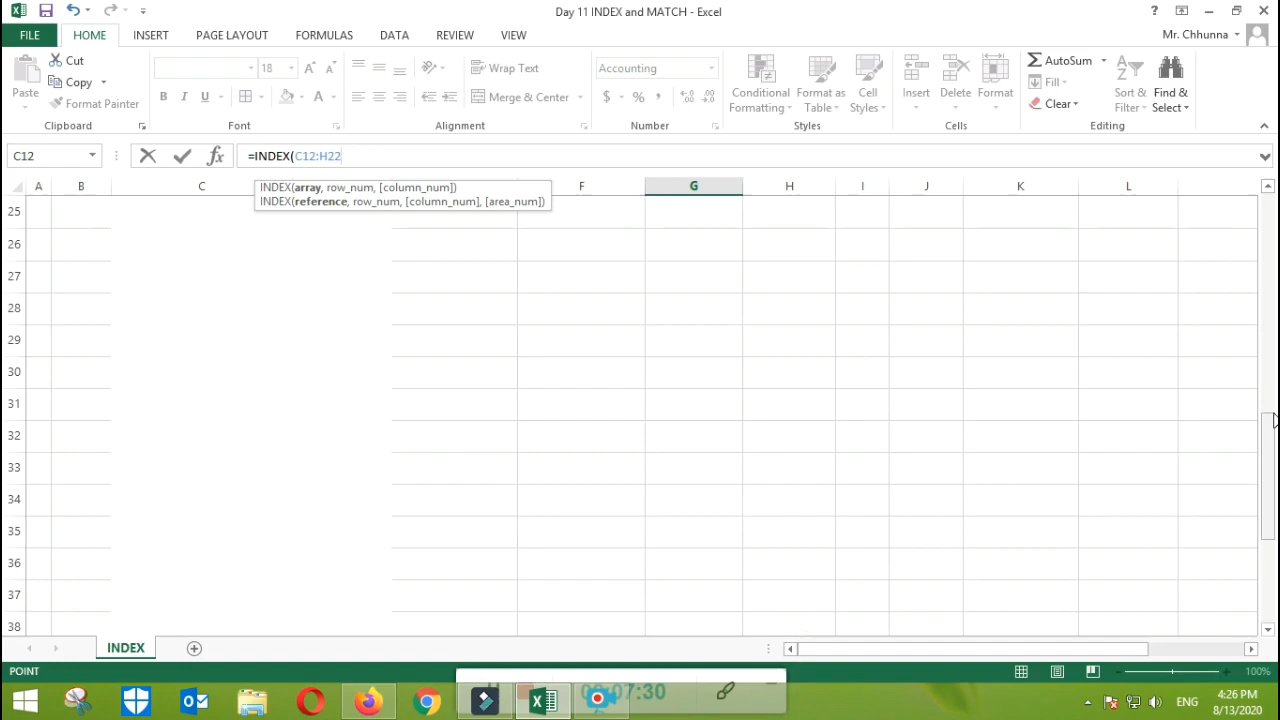 Day 11 INDEX and MATCH - Excel
?
FILE HOME INSERT PAGE LAYOUT FORMULAS DATA REVIEW VIEW Mr. Chhunna
Cut
Copy
Format Painter
Paste
Clipboard
18
B I U
Font
Wrap Text
Merge & Center
Alignment
Accounting
$ % ,
Number
Conditional Formatting
Format as Table
Cell Styles
Styles
Insert Delete Format
Cells
AutoSum
Fill
Clear
Sort & Filter
Find & Select
Editing
C12 fx =INDEX(C12:H22
INDEX(array, row_num, [column_num])
INDEX(reference, row_num, [column_num], [area_num])
A B C F G H I J K L
25
26
27
28
29
30
31
32
33
34
35
36
37
38
INDEX
POINT 100%
07:30
ENG
4:26 PM
8/13/2020